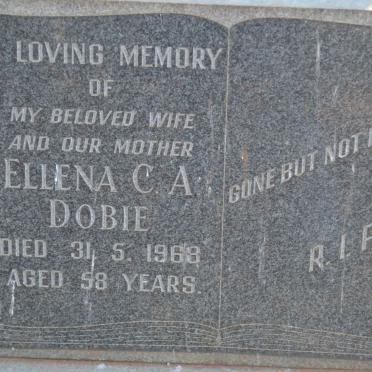 LOVING MEMORY
OF
MY BELOVED WIFE
AND OUR MOTHER
ELLENA C. A.
DOBIE
DIED 31. 5. 1968
AGED 58 YEARS.
GONE BUT NOT
R. I.